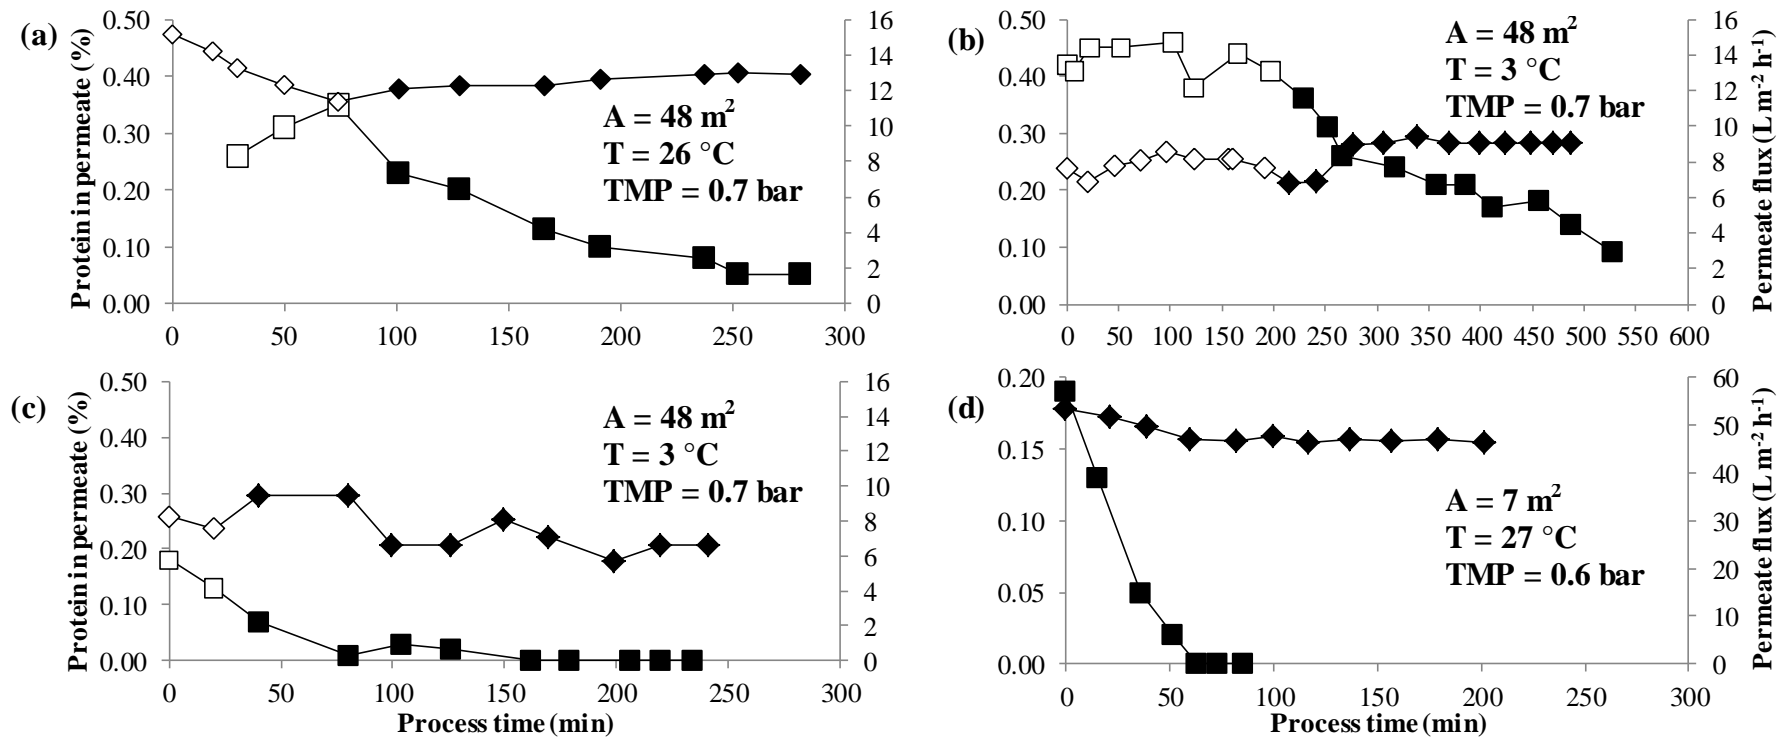 (a)
Protein in permeate (%)
0.50
0.40
0.30
0.20
0.10
0.00
16
14
12
10
8
6
4
2
0
A = 48 m²
T = 26 °C
TMP = 0.7 bar
0 50 100 150 200 250 300
(b)
0.50
0.40
0.30
0.20
0.10
0.00
16
14
12
10
8
6
4
2
0
Permeate flux (L m⁻² h⁻¹)
A = 48 m²
T = 3 °C
TMP = 0.7 bar
0 50 100 150 200 250 300 350 400 450 500 550 600
(c)
Protein in permeate (%)
0.50
0.40
0.30
0.20
0.10
0.00
16
14
12
10
8
6
4
2
0
A = 48 m²
T = 3 °C
TMP = 0.7 bar
0 50 100 150 200 250 300
Process time (min)
(d)
0.20
0.15
0.10
0.05
0.00
60
50
40
30
20
10
0
Permeate flux (L m⁻² h⁻¹)
A = 7 m²
T = 27 °C
TMP = 0.6 bar
0 50 100 150 200 250 300
Process time (min)